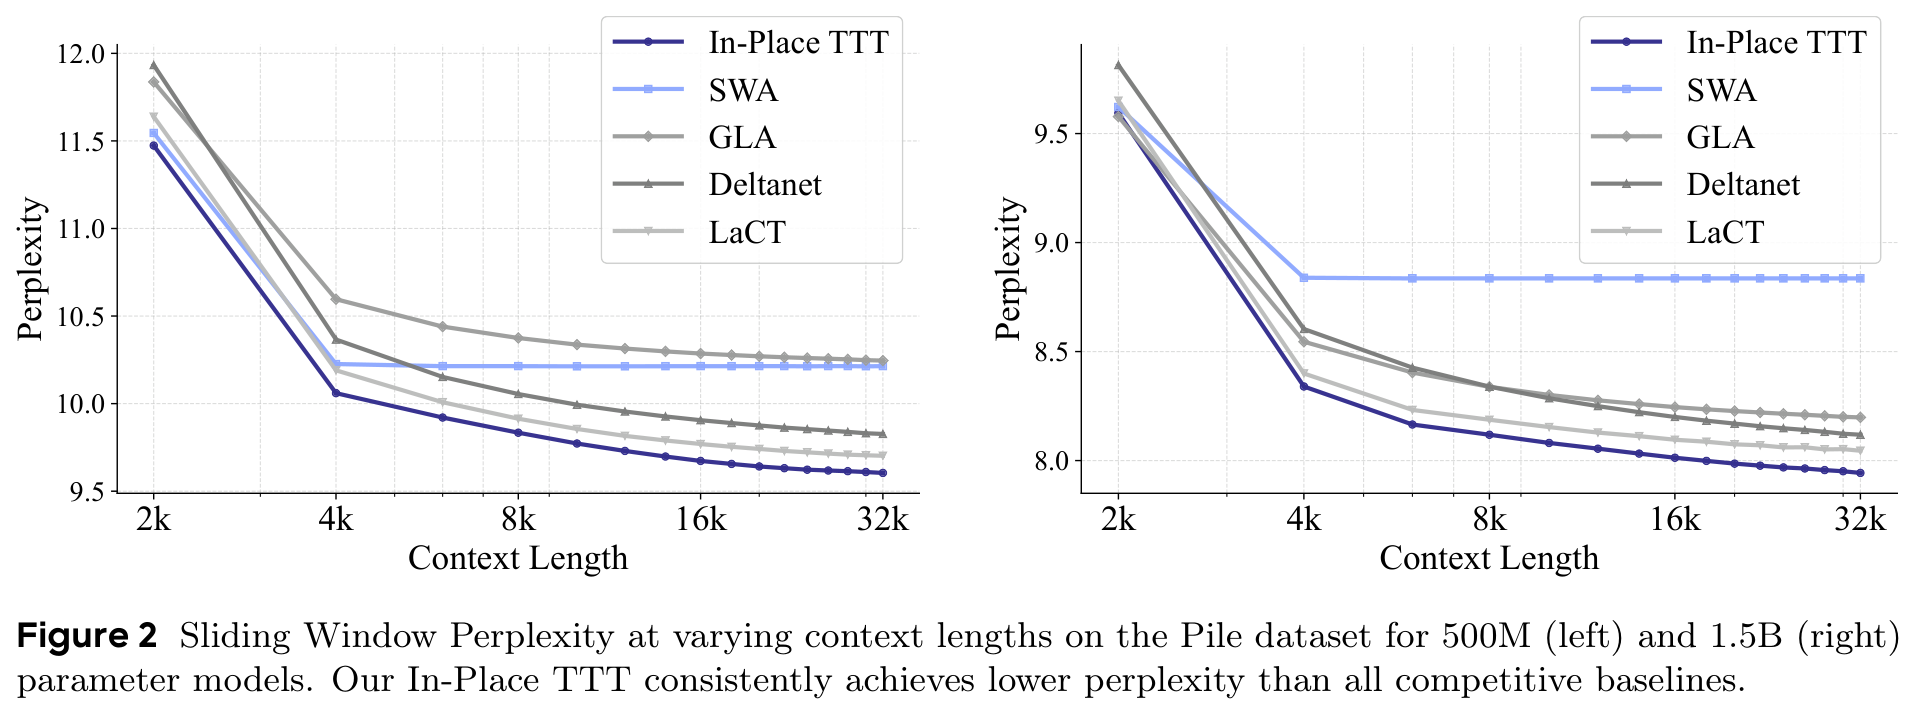 12.0
11.5
11.0
10.5
10.0
9.5
Perplexity
2k 4k 8k 16k 32k
Context Length
In-Place TTT
SWA
GLA
Deltanet
LaCT
9.5
9.0
8.5
8.0
Perplexity
2k 4k 8k 16k 32k
Context Length
In-Place TTT
SWA
GLA
Deltanet
LaCT
Figure 2 Sliding Window Perplexity at varying context lengths on the Pile dataset for 500M (left) and 1.5B (right)
parameter models. Our In-Place TTT consistently achieves lower perplexity than all competitive baselines.